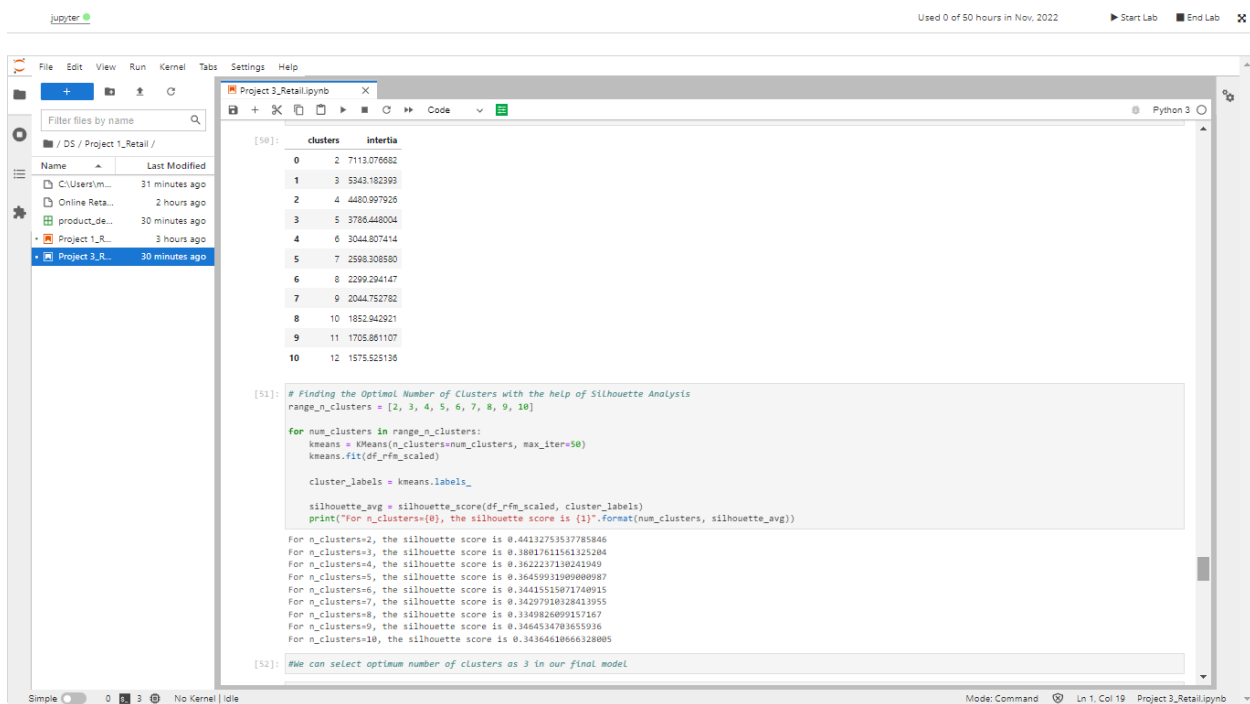 jupyter
Used 0 of 50 hours in Nov, 2022
Start Lab
End Lab
File Edit View Run Kernel Tabs Settings Help
Project 3_Retail.ipynb
Code
Python 3
Filter files by name
/ DS / Project 1_Retail /
Name Last Modified
C:\Users\m... 31 minutes ago
Online Reta... 2 hours ago
product_de... 30 minutes ago
Project 1_R... 3 hours ago
Project 3_R... 30 minutes ago
[50]:
clusters intertia
0 2 7113.076682
1 3 5343.182393
2 4 4480.997926
3 5 3786.448004
4 6 3044.807414
5 7 2598.308580
6 8 2299.294147
7 9 2044.752782
8 10 1852.942921
9 11 1705.861107
10 12 1575.525136
[51]: # Finding the Optimal Number of Clusters with the help of Silhouette Analysis
range_n_clusters = [2, 3, 4, 5, 6, 7, 8, 9, 10]
for num_clusters in range_n_clusters:
kmeans = KMeans(n_clusters=num_clusters, max_iter=50)
kmeans.fit(df_rfm_scaled)
cluster_labels = kmeans.labels_
silhouette_avg = silhouette_score(df_rfm_scaled, cluster_labels)
print("For n_clusters={0}, the silhouette score is {1}".format(num_clusters, silhouette_avg))
For n_clusters=2, the silhouette score is 0.44132753537785846
For n_clusters=3, the silhouette score is 0.38017611561325204
For n_clusters=4, the silhouette score is 0.3622237130241949
For n_clusters=5, the silhouette score is 0.36459931909000987
For n_clusters=6, the silhouette score is 0.34415515071740915
For n_clusters=7, the silhouette score is 0.34297910328413955
For n_clusters=8, the silhouette score is 0.3349826099157167
For n_clusters=9, the silhouette score is 0.3464534703655936
For n_clusters=10, the silhouette score is 0.34364610666328005
[52]: #We can select optimum number of clusters as 3 in our final model
Simple 0 3 No Kernel | Idle
Mode: Command Ln 1, Col 19 Project 3_Retail.ipynb